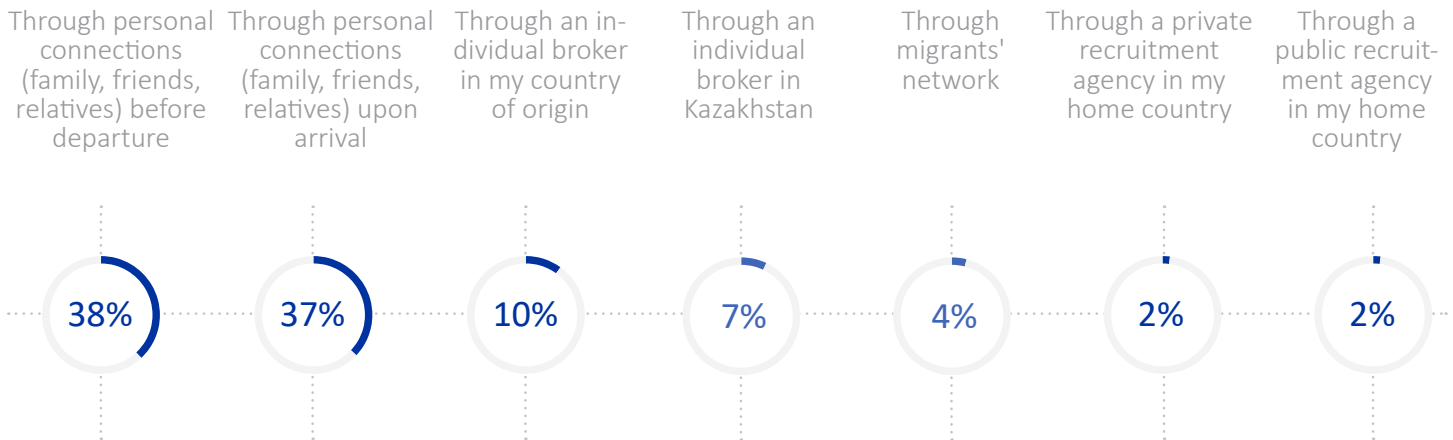 Through personal
connections
(family, friends,
relatives) before
departure
Through personal
connections
(family, friends,
relatives) upon
arrival
Through an in-
dividual broker
in my country
of origin
Through an
individual
broker in
Kazakhstan
Through
migrants'
network
Through a private
recruitment
agency in my
home country
Through a
public recruit-
ment agency
in my home
country
38%
37%
10%
7%
4%
2%
2%